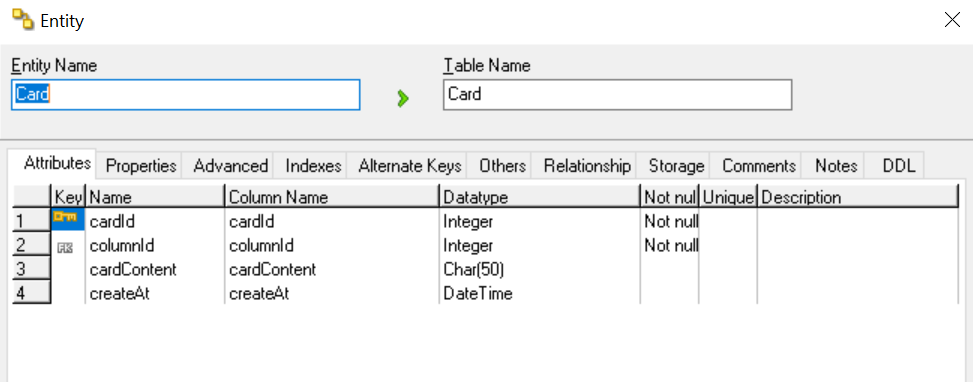 Entity
Entity Name Table Name
Card Card
Attributes Properties Advanced Indexes Alternate Keys Others Relationship Storage Comments Notes DDL
Key Name Column Name Datatype Not nul Unique Description
1 cardId cardId Integer Not null
2 FK columnId columnId Integer Not null
3 cardContent cardContent Char(50)
4 createAt createAt DateTime